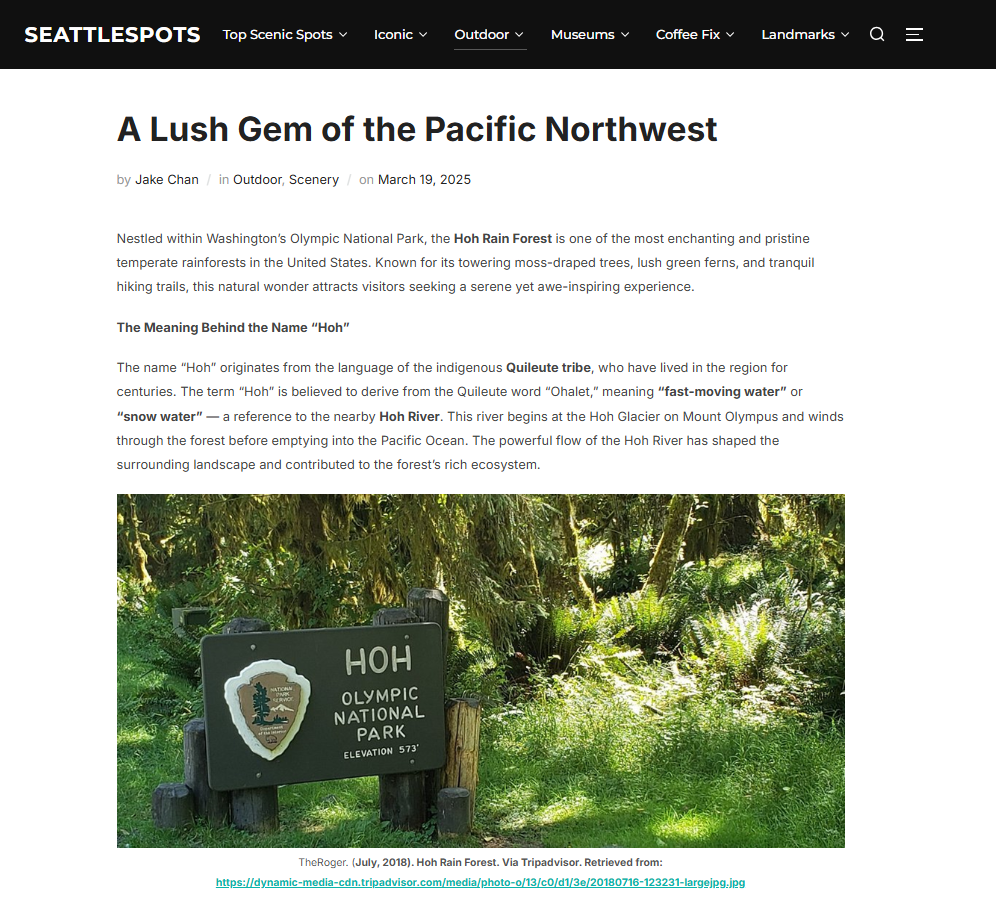 SEATTLESPOTS Top Scenic Spots Iconic Outdoor Museums Coffee Fix Landmarks
A Lush Gem of the Pacific Northwest
by Jake Chan / in Outdoor, Scenery / on March 19, 2025
Nestled within Washington’s Olympic National Park, the Hoh Rain Forest is one of the most enchanting and pristine
temperate rainforests in the United States. Known for its towering moss-draped trees, lush green ferns, and tranquil
hiking trails, this natural wonder attracts visitors seeking a serene yet awe-inspiring experience.
The Meaning Behind the Name “Hoh”
The name “Hoh” originates from the language of the indigenous Quileute tribe, who have lived in the region for
centuries. The term “Hoh” is believed to derive from the Quileute word “Ohalet,” meaning “fast-moving water” or
“snow water” — a reference to the nearby Hoh River. This river begins at the Hoh Glacier on Mount Olympus and winds
through the forest before emptying into the Pacific Ocean. The powerful flow of the Hoh River has shaped the
surrounding landscape and contributed to the forest’s rich ecosystem.
NATIONAL
PARK
SERVICE
Department
of the Interior
HOH
OLYMPIC
NATIONAL
PARK
ELEVATION 573'
TheRoger. (July, 2018). Hoh Rain Forest. Via Tripadvisor. Retrieved from:
https://dynamic-media-cdn.tripadvisor.com/media/photo-o/13/c0/d1/3e/20180716-123231-largejpg.jpg